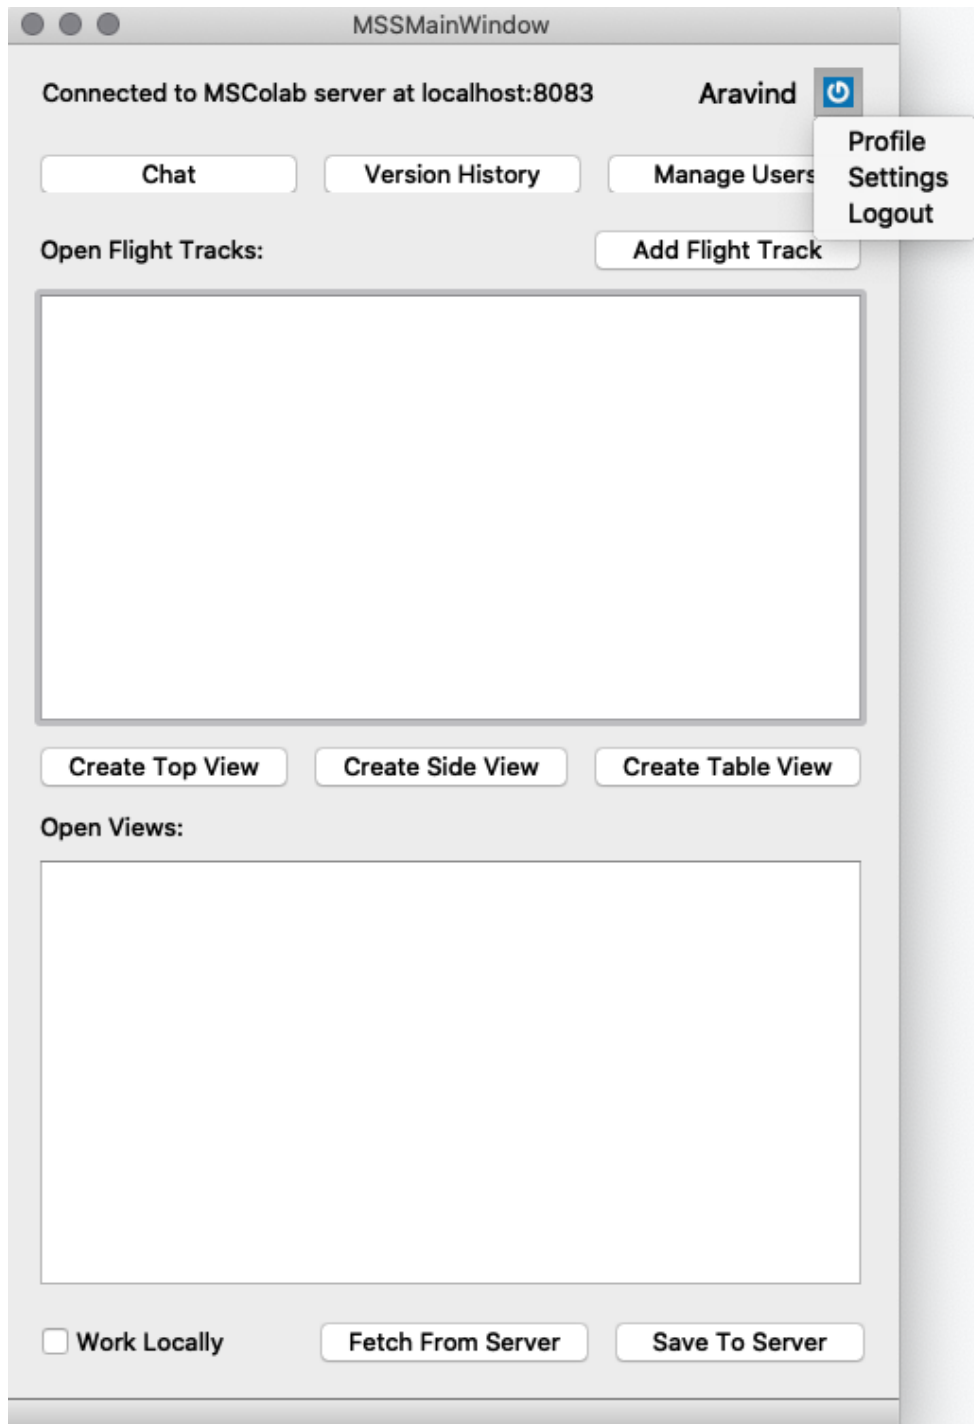 MSSMainWindow
Connected to MSColab server at localhost:8083 Aravind
Profile
Settings
Logout
Chat Version History Manage Users
Open Flight Tracks: Add Flight Track
Create Top View Create Side View Create Table View
Open Views:
Work Locally Fetch From Server Save To Server